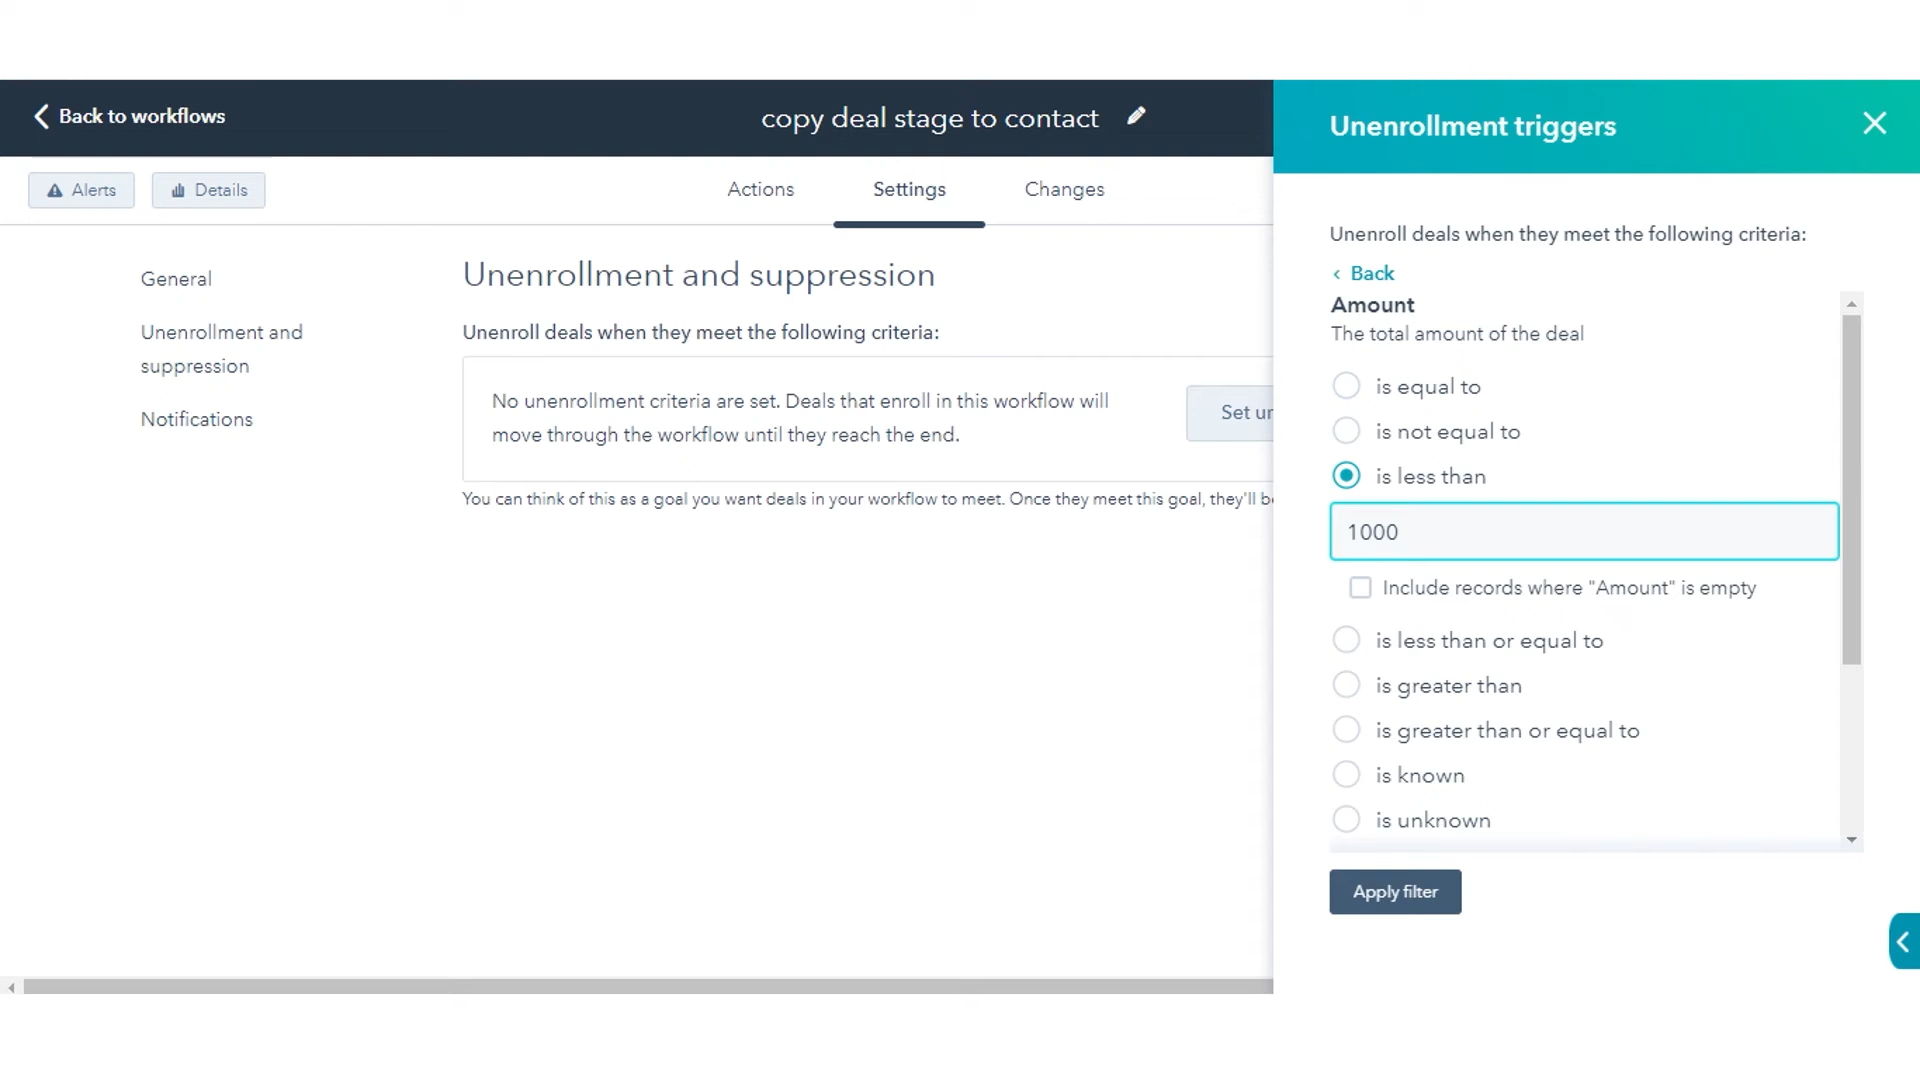 Back to workflows
copy deal stage to contact
Alerts
Details
Actions
Settings
Changes
General
Unenrollment and
suppression
Notifications
Unenrollment and suppression
Unenroll deals when they meet the following criteria:
No unenrollment criteria are set. Deals that enroll in this workflow will
move through the workflow until they reach the end.
Set
You can think of this as a goal you want deals in your workflow to meet. Once they meet this goal, they'll
Unenrollment triggers
Unenroll deals when they meet the following criteria:
Back
Amount
The total amount of the deal
is equal to
is not equal to
is less than
1000
Include records where "Amount" is empty
is less than or equal to
is greater than
is greater than or equal to
is known
is unknown
Apply filter